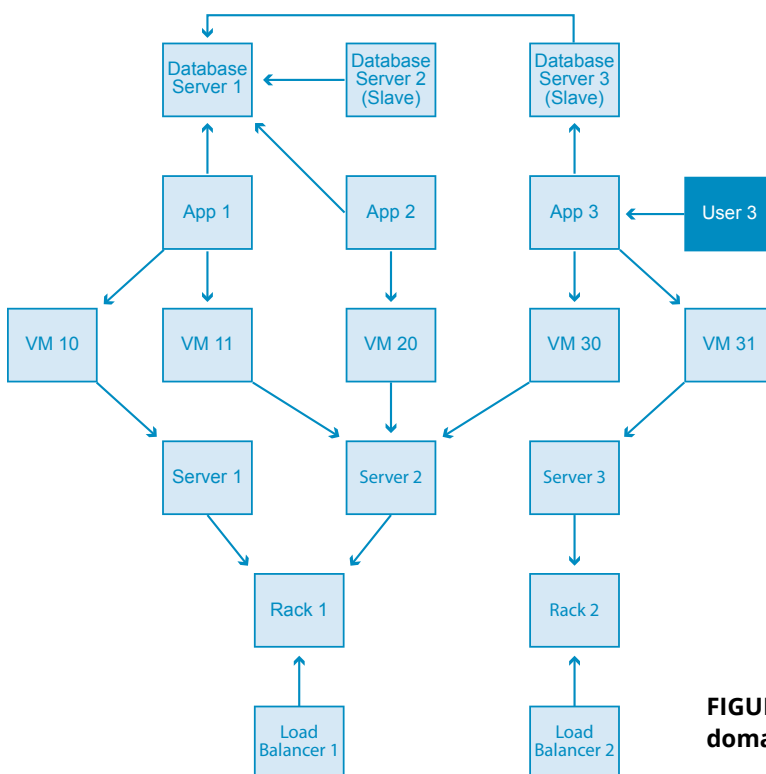 Database
Server 1
Database
Server 2
(Slave)
Database
Server 3
(Slave)
App 1
App 2
App 3
User 3
VM 10
VM 11
VM 20
VM 30
VM 31
Server 1
Server 2
Server 3
Rack 1
Rack 2
Load
Balancer 1
Load
Balancer 2